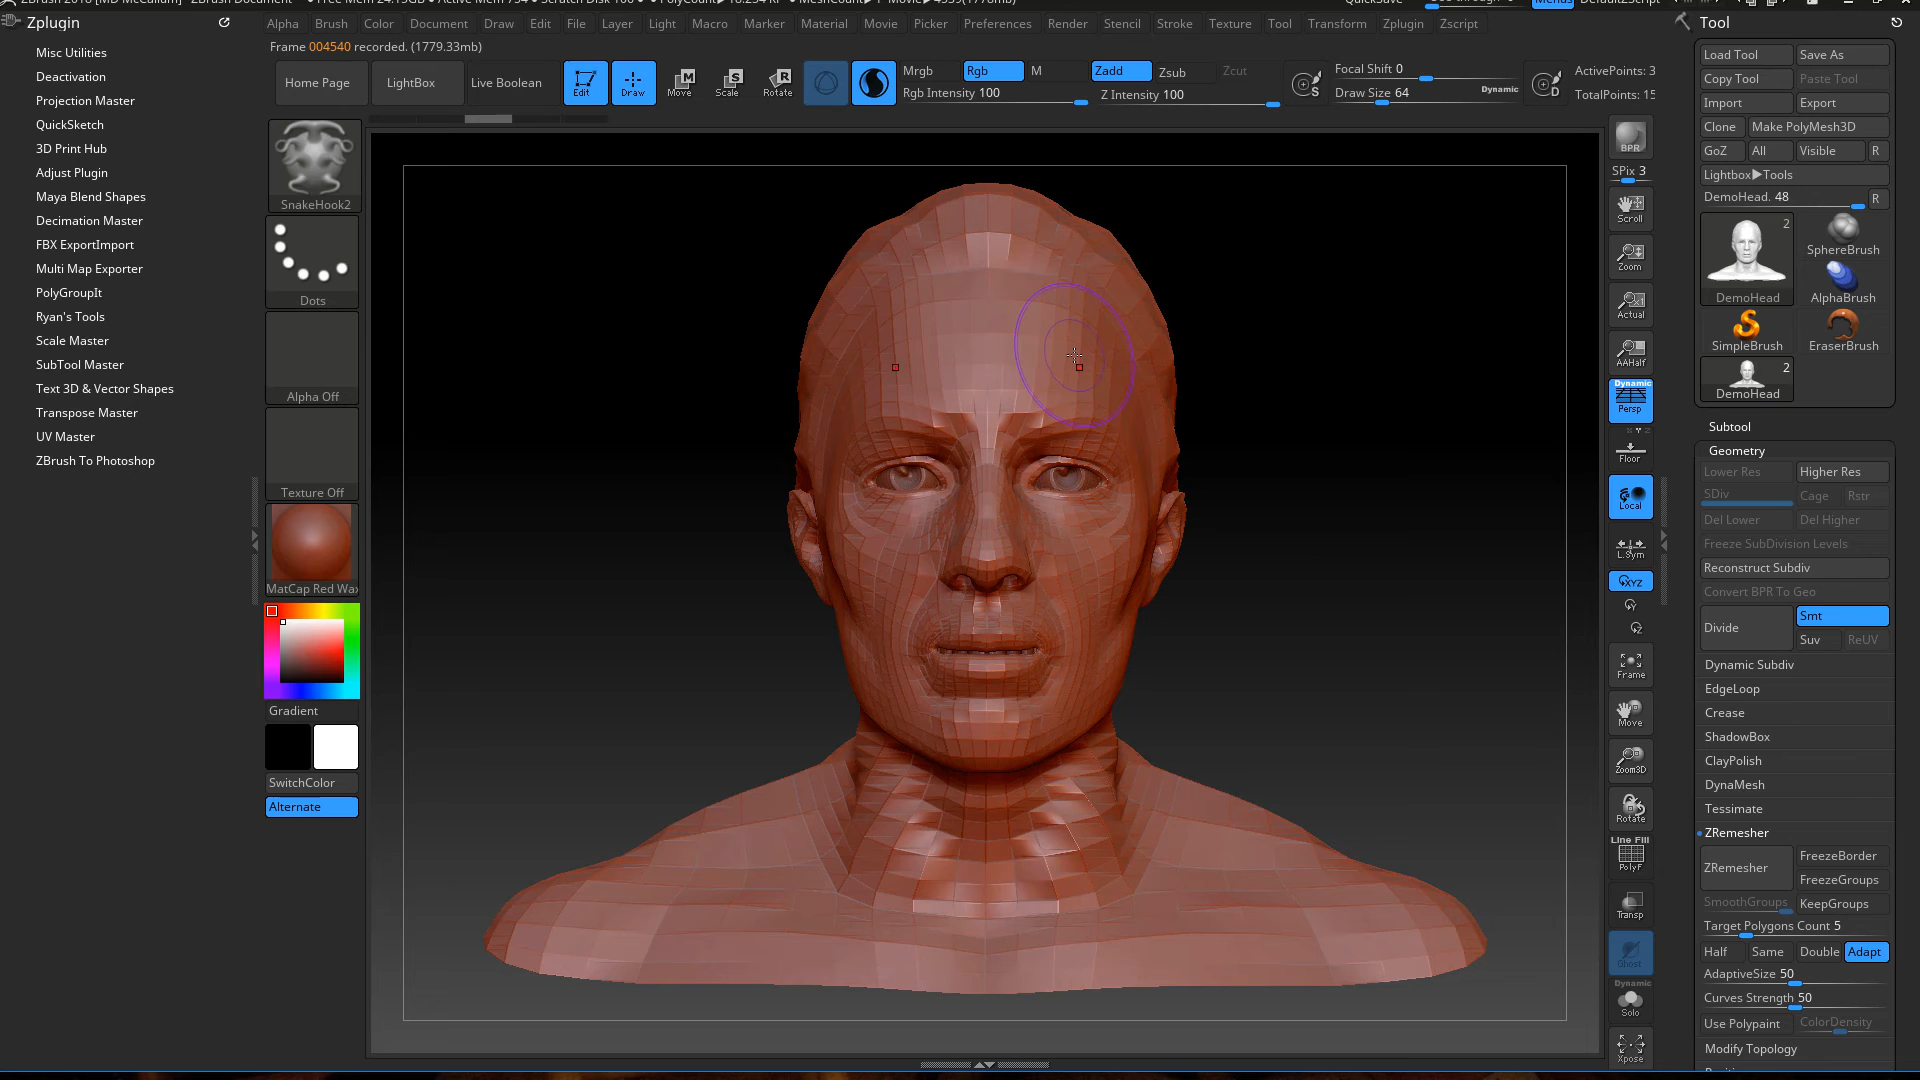 Zplugin
Misc Utilities
Deactivation
Projection Master
QuickSketch
3D Print Hub
Adjust Plugin
Maya Blend Shapes
Decimation Master
FBX ExportImport
Multi Map Exporter
PolyGroupIt
Ryan's Tools
Scale Master
SubTool Master
Text 3D & Vector Shapes
Transpose Master
UV Master
ZBrush To Photoshop
Alpha Brush Color Document Draw Edit File Layer Light Macro Marker Material Movie Picker Preferences Render Stencil Stroke Texture Tool Transform Zplugin Zscript
Frame 004540 recorded. (1779.33mb)
Home Page LightBox Live Boolean
Edit Draw Move Scale Rotate
Mrgb Rgb M Zadd Zsub Zcut
Rgb Intensity 100 Z Intensity 100
Focal Shift 0
Draw Size 64 Dynamic
ActivePoints: 3
TotalPoints: 15
SnakeHook2
Dots
Alpha Off
Texture Off
MatCap Red Wax
Gradient
SwitchColor
Alternate
BPR
SPix 3
Scroll
Zoom
Actual
AAHalf
Dynamic
Persp
Floor
Local
L.Sym
XYZ
Y
Z
Frame
Move
Zoom3D
Rotate
Line Fill
PolyF
Transp
Ghost
Dynamic
Solo
Xpose
Tool
Load Tool Save As
Copy Tool Paste Tool
Import Export
Clone Make PolyMesh3D
GoZ All Visible R
Lightbox▶Tools
DemoHead. 48 R
2
DemoHead SphereBrush
AlphaBrush
SimpleBrush EraserBrush
2
DemoHead
Subtool
Geometry
Lower Res Higher Res
SDiv Cage Rstr
Del Lower Del Higher
Freeze SubDivision Levels
Reconstruct Subdiv
Convert BPR To Geo
Divide Smt
Suv ReUV
Dynamic Subdiv
EdgeLoop
Crease
ShadowBox
ClayPolish
DynaMesh
Tessimate
ZRemesher
ZRemesher FreezeBorder
FreezeGroups
SmoothGroups KeepGroups
Target Polygons Count 5
Half Same Double Adapt
AdaptiveSize 50
Curves Strength 50
Use Polypaint ColorDensity
Modify Topology